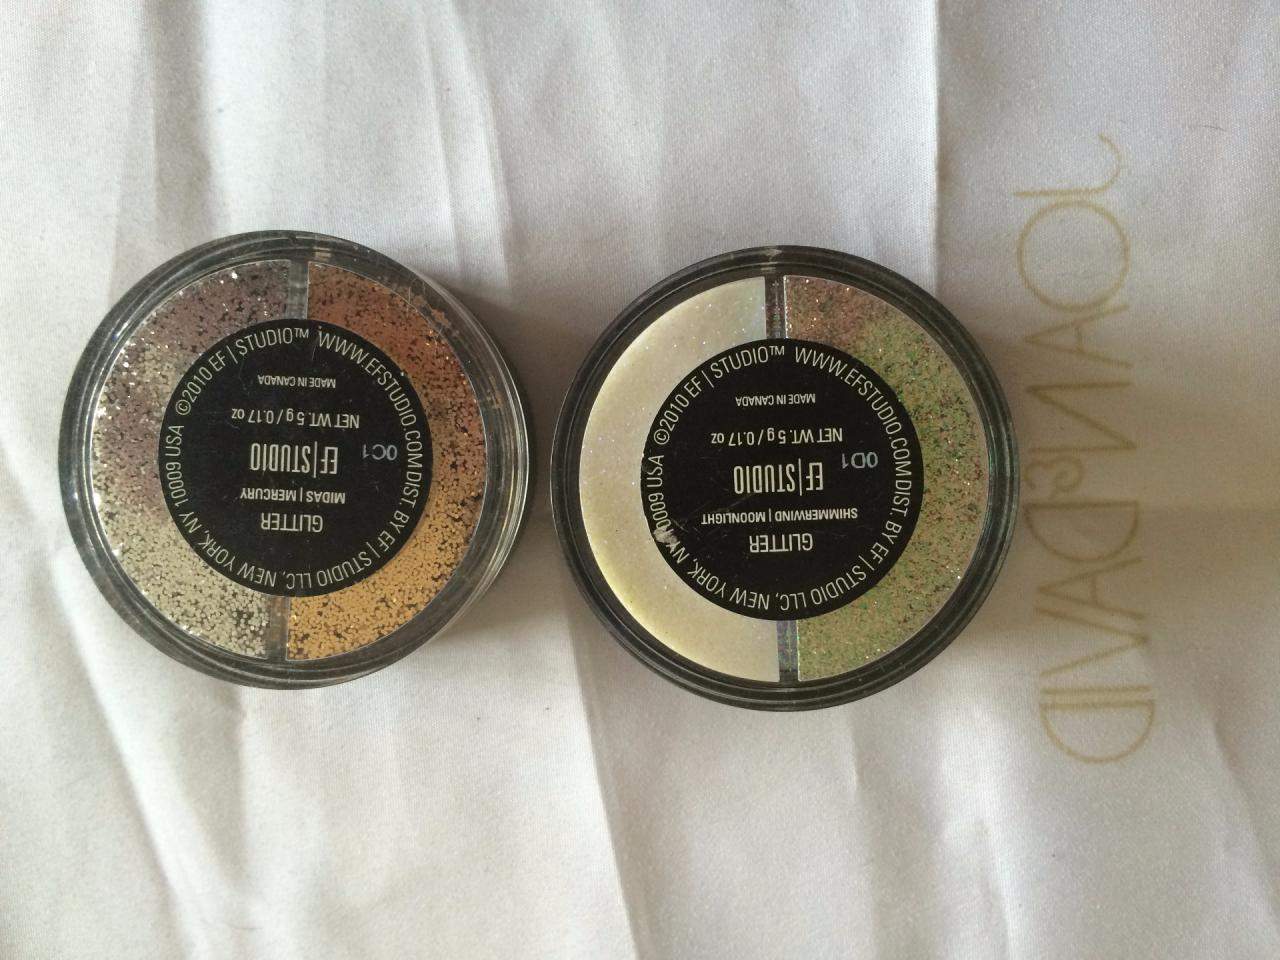 GLITTER
MIDAS | MERCURY
EF | STUDIO
NET WT. 5 g / 0.17 oz
MADE IN CANADA
0C1
©2010 EF | STUDIO™ WWW.EFSTUDIO.COM DIST. BY EF | STUDIO LLC, NEW YORK, NY 10009 USA
GLITTER
SHIMMERWIND | MOONLIGHT
EF | STUDIO
NET WT. 5 g / 0.17 oz
MADE IN CANADA
0D1
©2010 EF | STUDIO™ WWW.EFSTUDIO.COM DIST. BY EF | STUDIO LLC, NEW YORK, NY 10009 USA
JOAN & DAVID